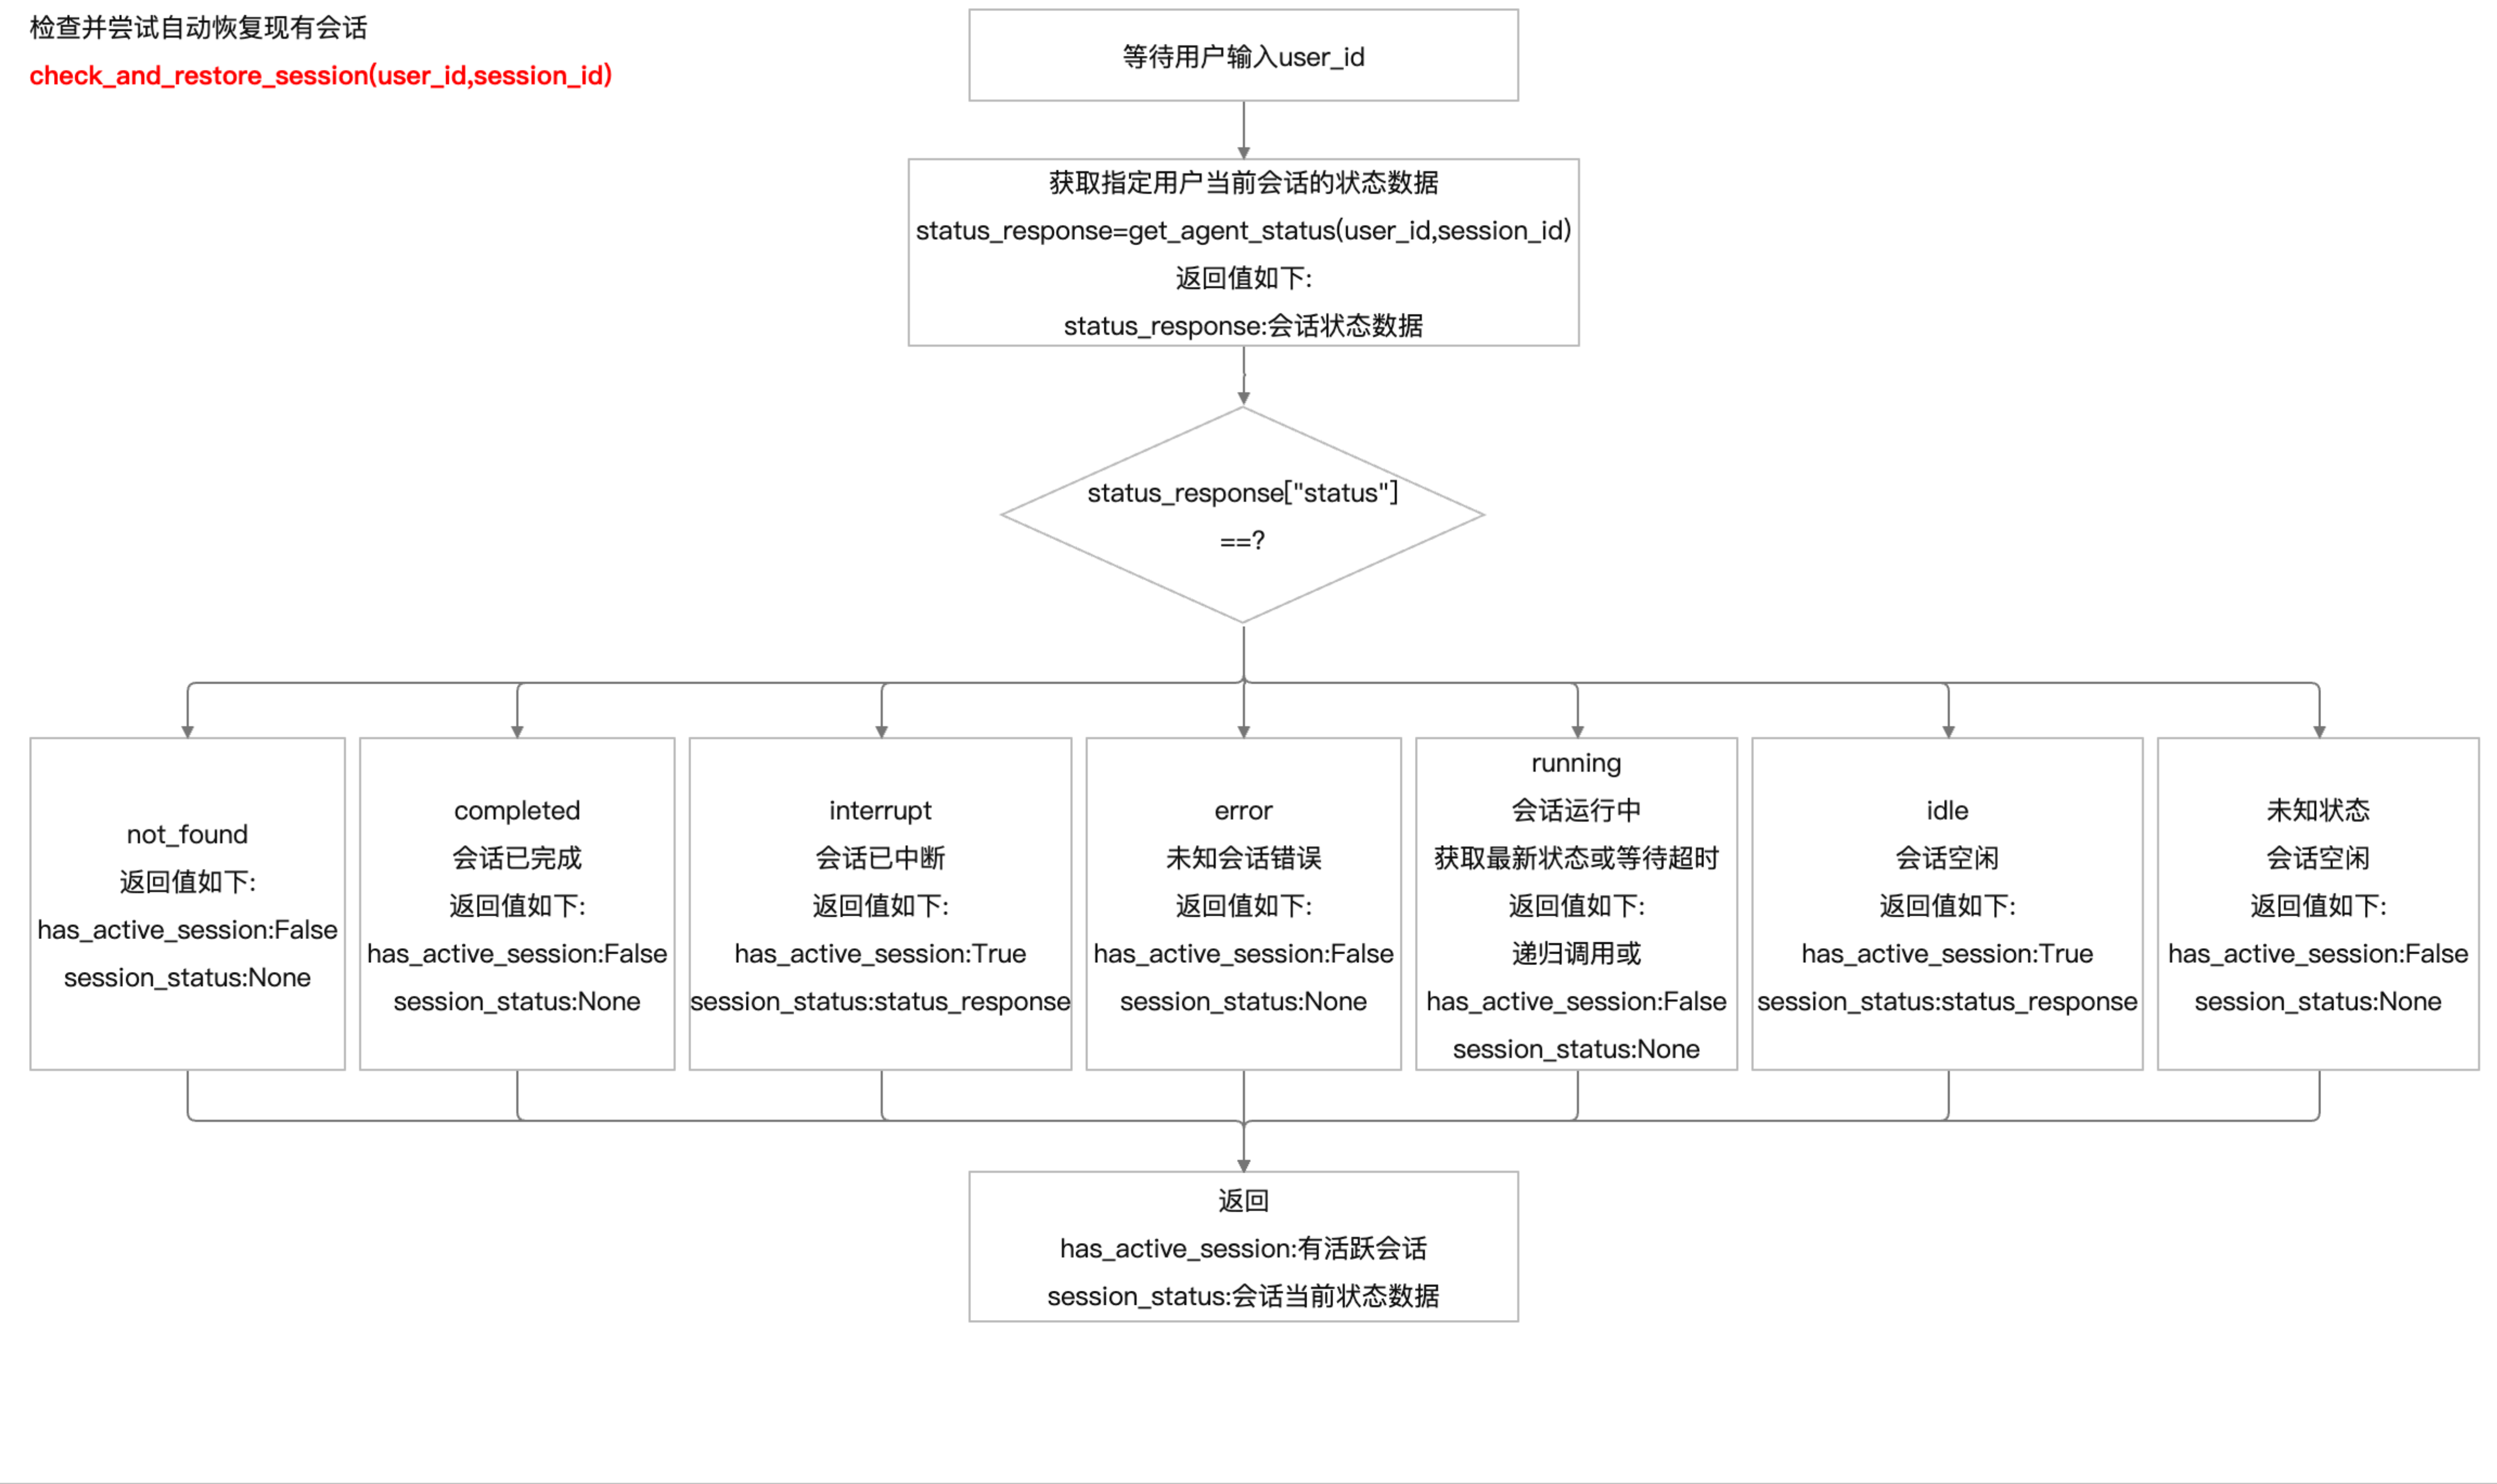 检查并尝试自动恢复现有会话
check_and_restore_session(user_id,session_id)
等待用户输入user_id
获取指定用户当前会话的状态数据
status_response=get_agent_status(user_id,session_id)
返回值如下:
status_response:会话状态数据
status_response["status"]
==?
not_found
返回值如下:
has_active_session:False
session_status:None
completed
会话已完成
返回值如下:
has_active_session:False
session_status:None
interrupt
会话已中断
返回值如下:
has_active_session:True
session_status:status_response
error
未知会话错误
返回值如下:
has_active_session:False
session_status:None
running
会话运行中
获取最新状态或等待超时
返回值如下:
递归调用或
has_active_session:False
session_status:None
idle
会话空闲
返回值如下:
has_active_session:True
session_status:status_response
未知状态
会话空闲
返回值如下:
has_active_session:False
session_status:None
返回
has_active_session:有活跃会话
session_status:会话当前状态数据